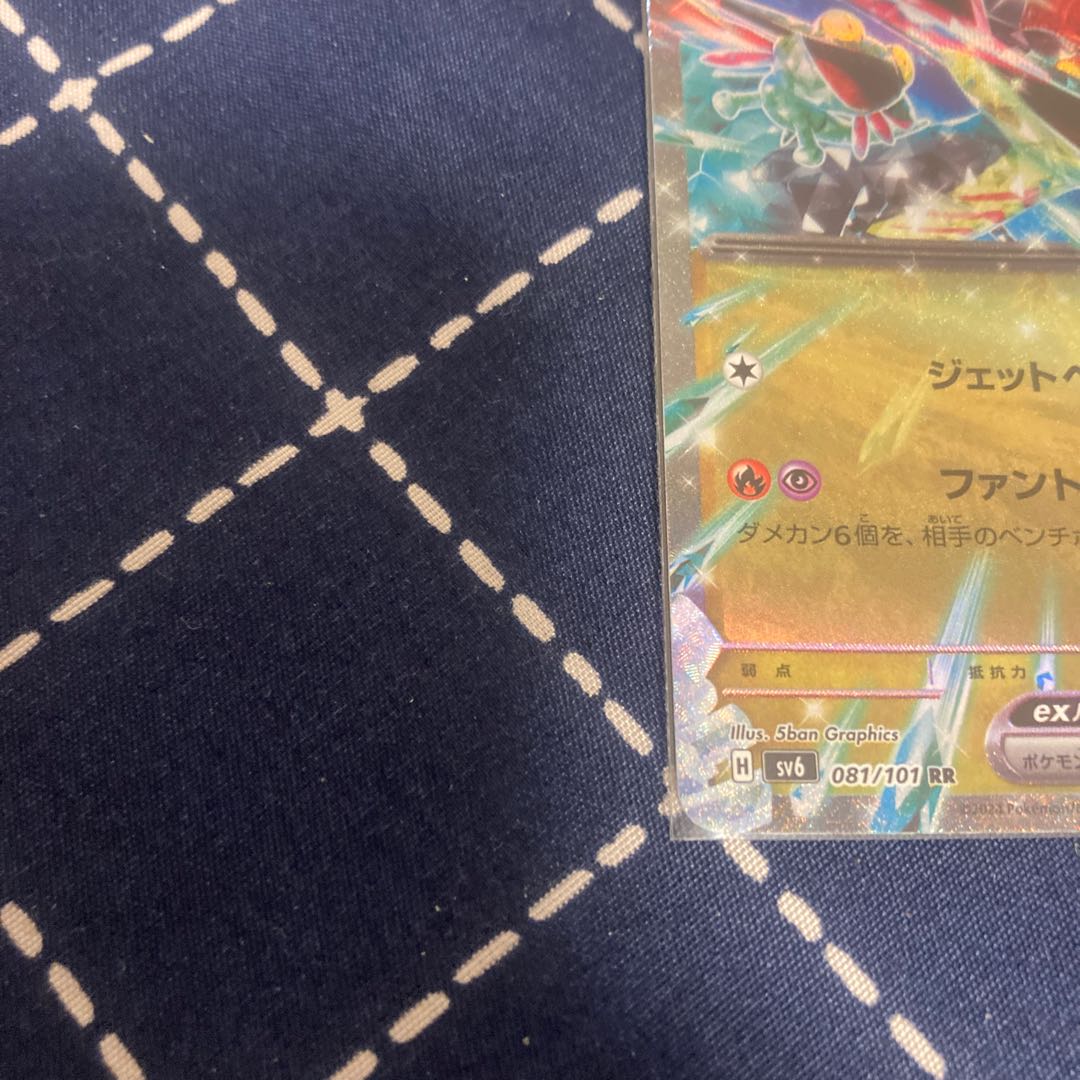 ジェット
ファント
ダメカン6個を、相手のベンチ
弱点 抵抗力
ex
ポケモン
Illus. 5ban Graphics
H SV6 081/101 RR